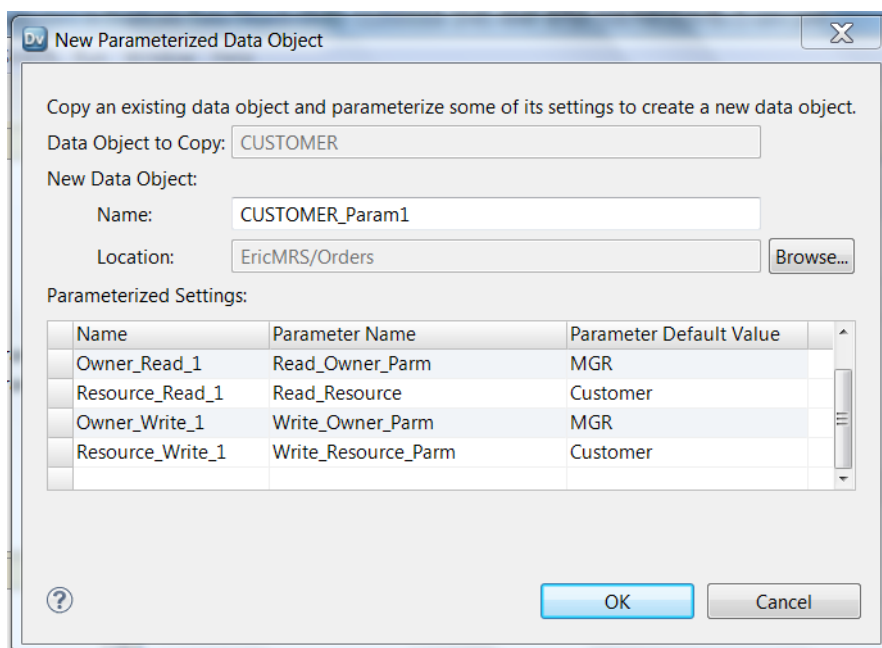 Dv New Parameterized Data Object
Copy an existing data object and parameterize some of its settings to create a new data object.
Data Object to Copy: CUSTOMER
New Data Object:
Name: CUSTOMER_Param1
Location: EricMRS/Orders Browse...
Parameterized Settings:
Name Parameter Name Parameter Default Value
Owner_Read_1 Read_Owner_Parm MGR
Resource_Read_1 Read_Resource Customer
Owner_Write_1 Write_Owner_Parm MGR
Resource_Write_1 Write_Resource_Parm Customer
? OK Cancel